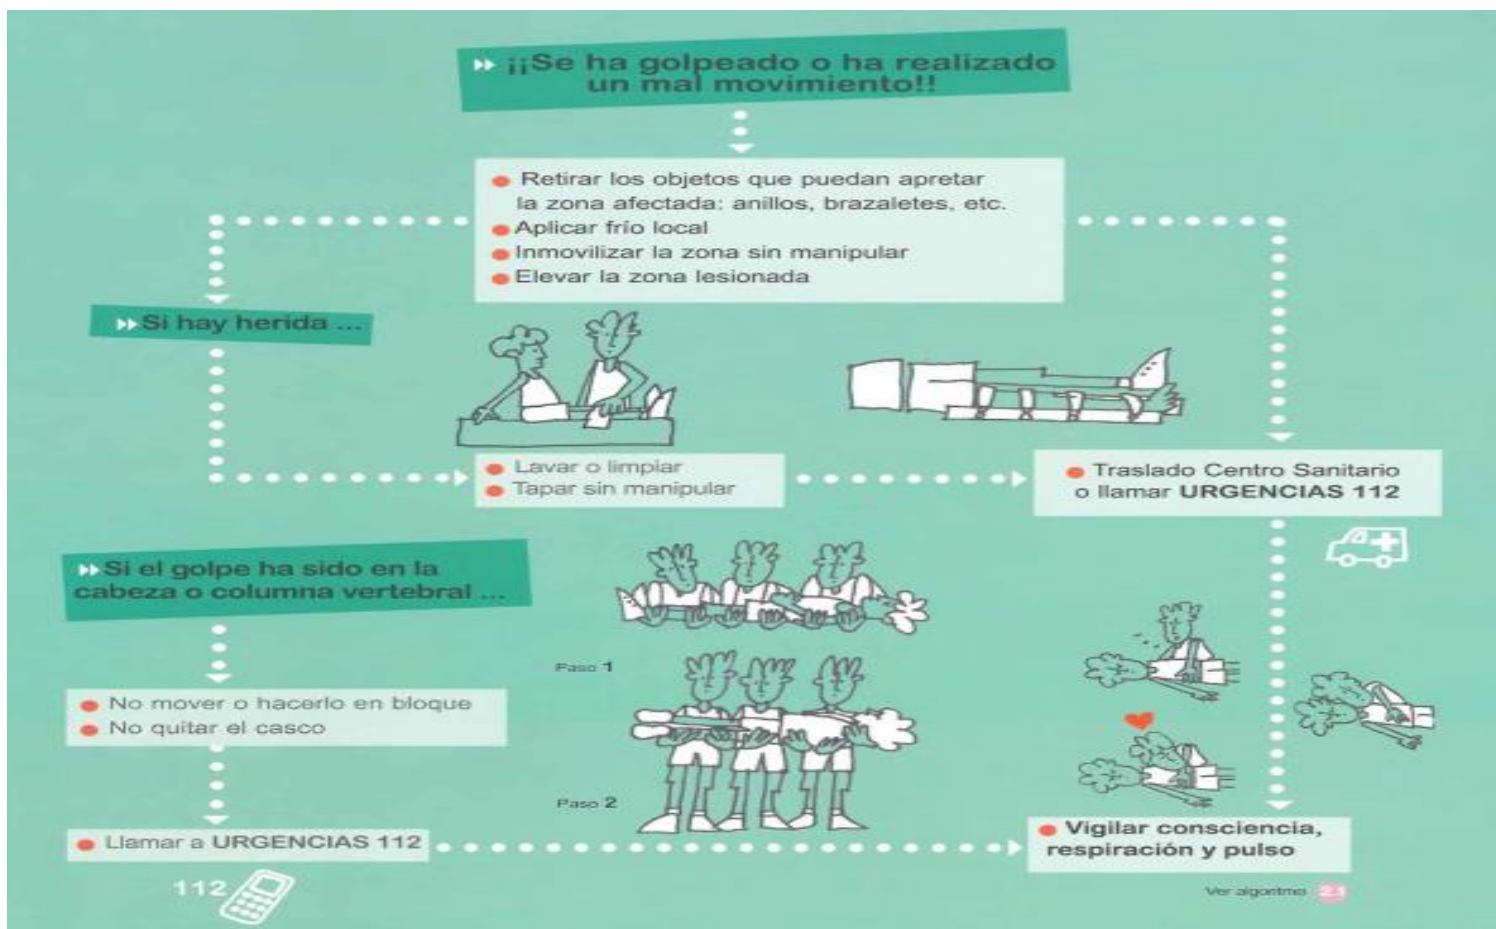 ¡¡Se ha golpeado o ha realizado
un mal movimiento!!
Retirar los objetos que puedan apretar
la zona afectada: anillos, brazaletes, etc.
Aplicar frío local
Inmovilizar la zona sin manipular
Elevar la zona lesionada
Si hay herida ...
Lavar o limpiar
Tapar sin manipular
Traslado Centro Sanitario
o llamar URGENCIAS 112
Si el golpe ha sido en la
cabeza o columna vertebral ...
Paso 1
No mover o hacerlo en bloque
No quitar el casco
Paso 2
Llamar a URGENCIAS 112
112
Vigilar consciencia,
respiración y pulso
Ver algoritmo 2.1